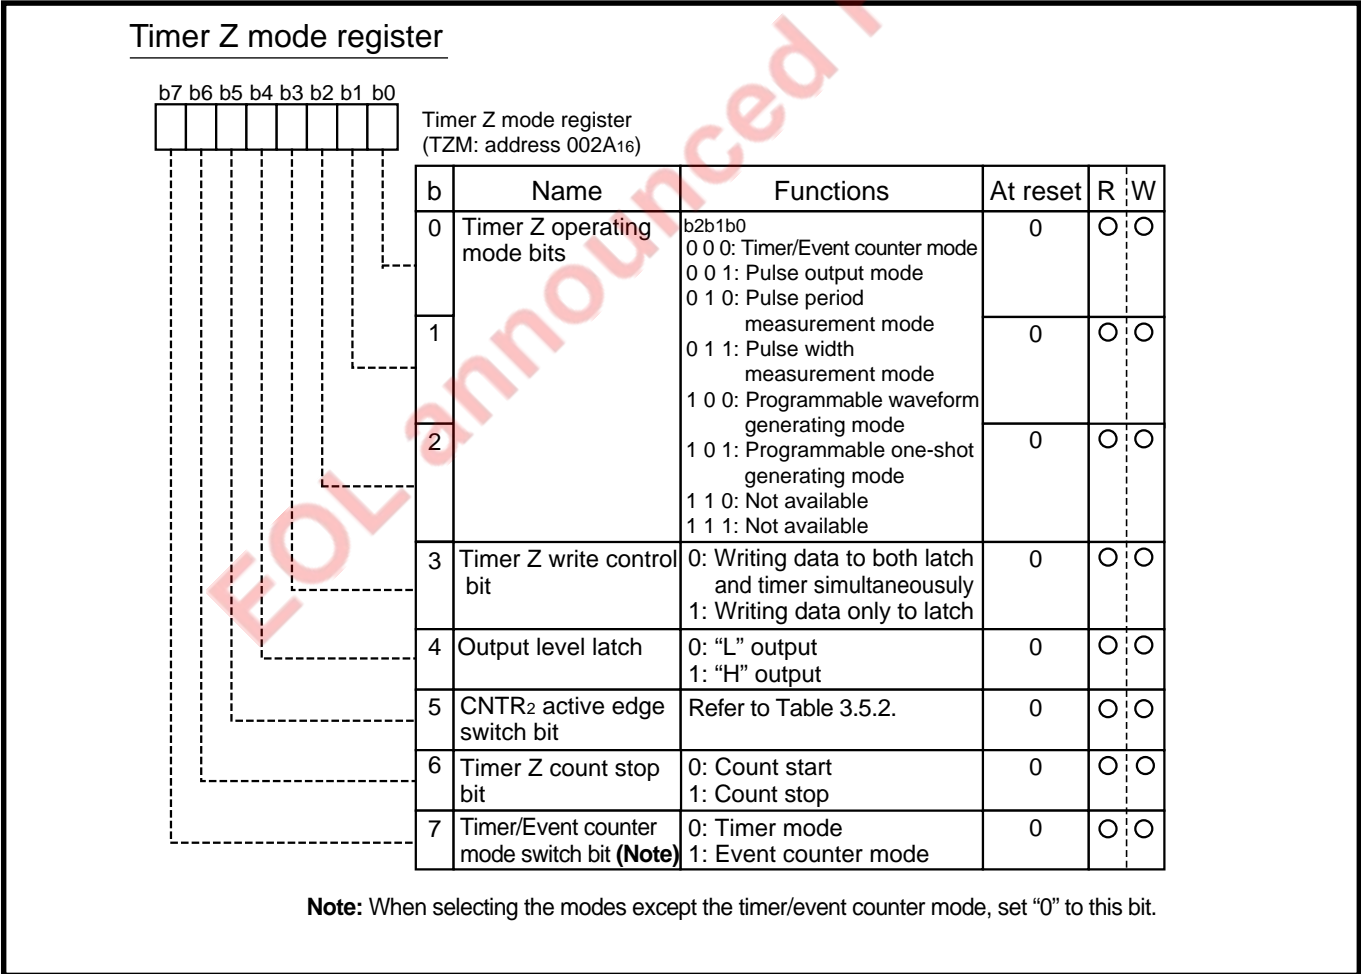 Timer Z mode register
b7 b6 b5 b4 b3 b2 b1 b0
Timer Z mode register
(TZM: address 002A16)
b Name Functions At reset R W
0 Timer Z operating mode bits b2b1b0 0 ○ ○
0 0 0: Timer/Event counter mode
0 0 1: Pulse output mode
0 1 0: Pulse period
measurement mode
1 0 ○ ○
0 1 1: Pulse width
measurement mode
1 0 0: Programmable waveform
generating mode
2 0 ○ ○
1 0 1: Programmable one-shot
generating mode
1 1 0: Not available
1 1 1: Not available
3 Timer Z write control 0: Writing data to both latch 0 ○ ○
bit and timer simultaneousuly
1: Writing data only to latch
4 Output level latch 0: “L” output 0 ○ ○
1: “H” output
5 CNTR2 active edge Refer to Table 3.5.2. 0 ○ ○
switch bit
6 Timer Z count stop 0: Count start 0 ○ ○
bit 1: Count stop
7 Timer/Event counter 0: Timer mode 0 ○ ○
mode switch bit (Note) 1: Event counter mode
Note: When selecting the modes except the timer/event counter mode, set “0” to this bit.
EOL announced